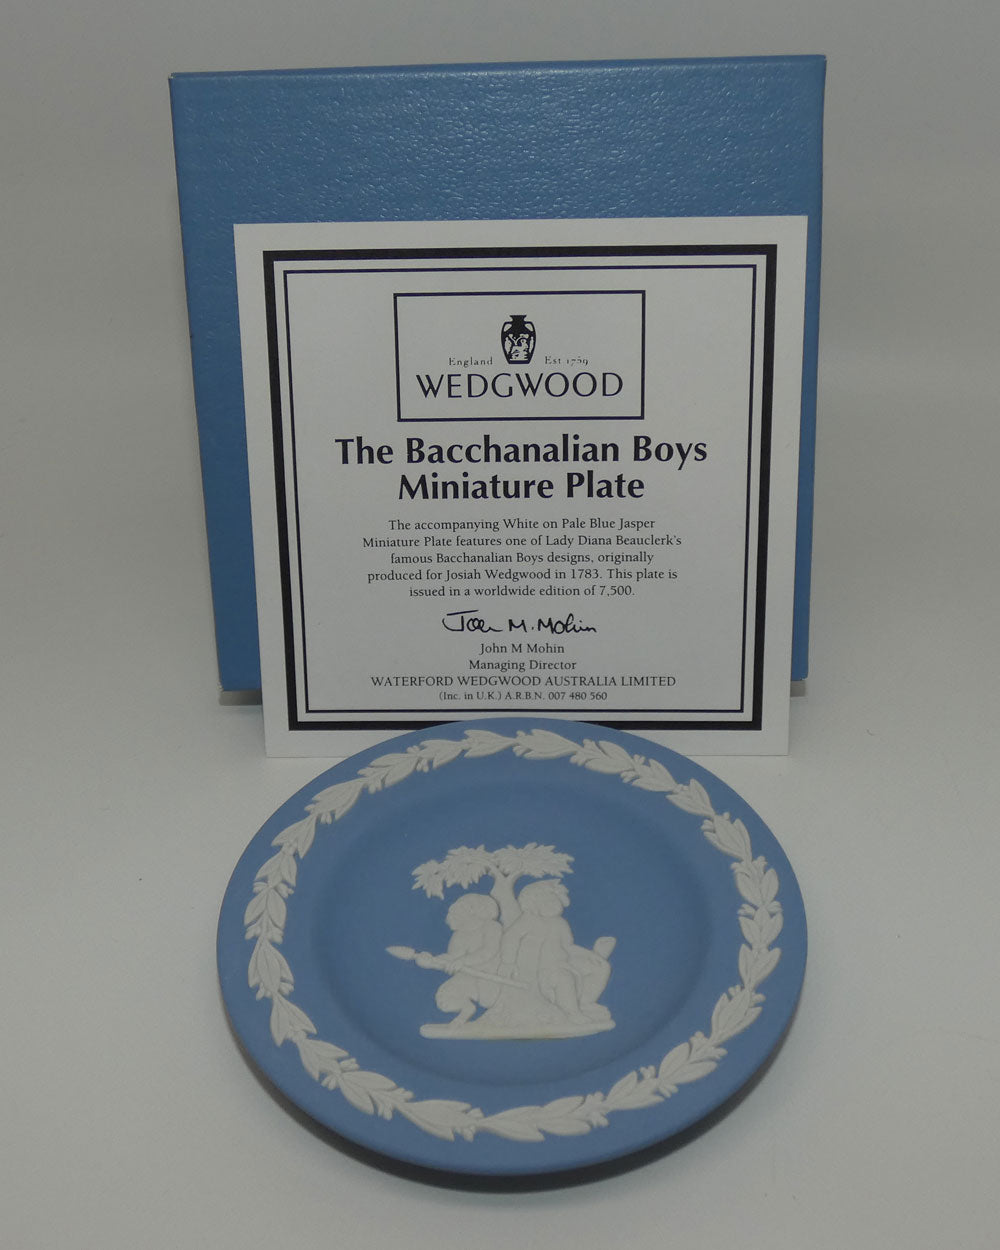 England Est 1759
WEDGWOOD
The Bacchanalian Boys
Miniature Plate
The accompanying White on Pale Blue Jasper
Miniature Plate features one of Lady Diana Beauclerk's
famous Bacchanalian Boys designs, originally
produced for Josiah Wedgwood in 1783. This plate is
issued in a worldwide edition of 7,500.
John M. Mohin
John M Mohin
Managing Director
WATERFORD WEDGWOOD AUSTRALIA LIMITED
(Inc. in U.K.) A.R.B.N. 007 480 560